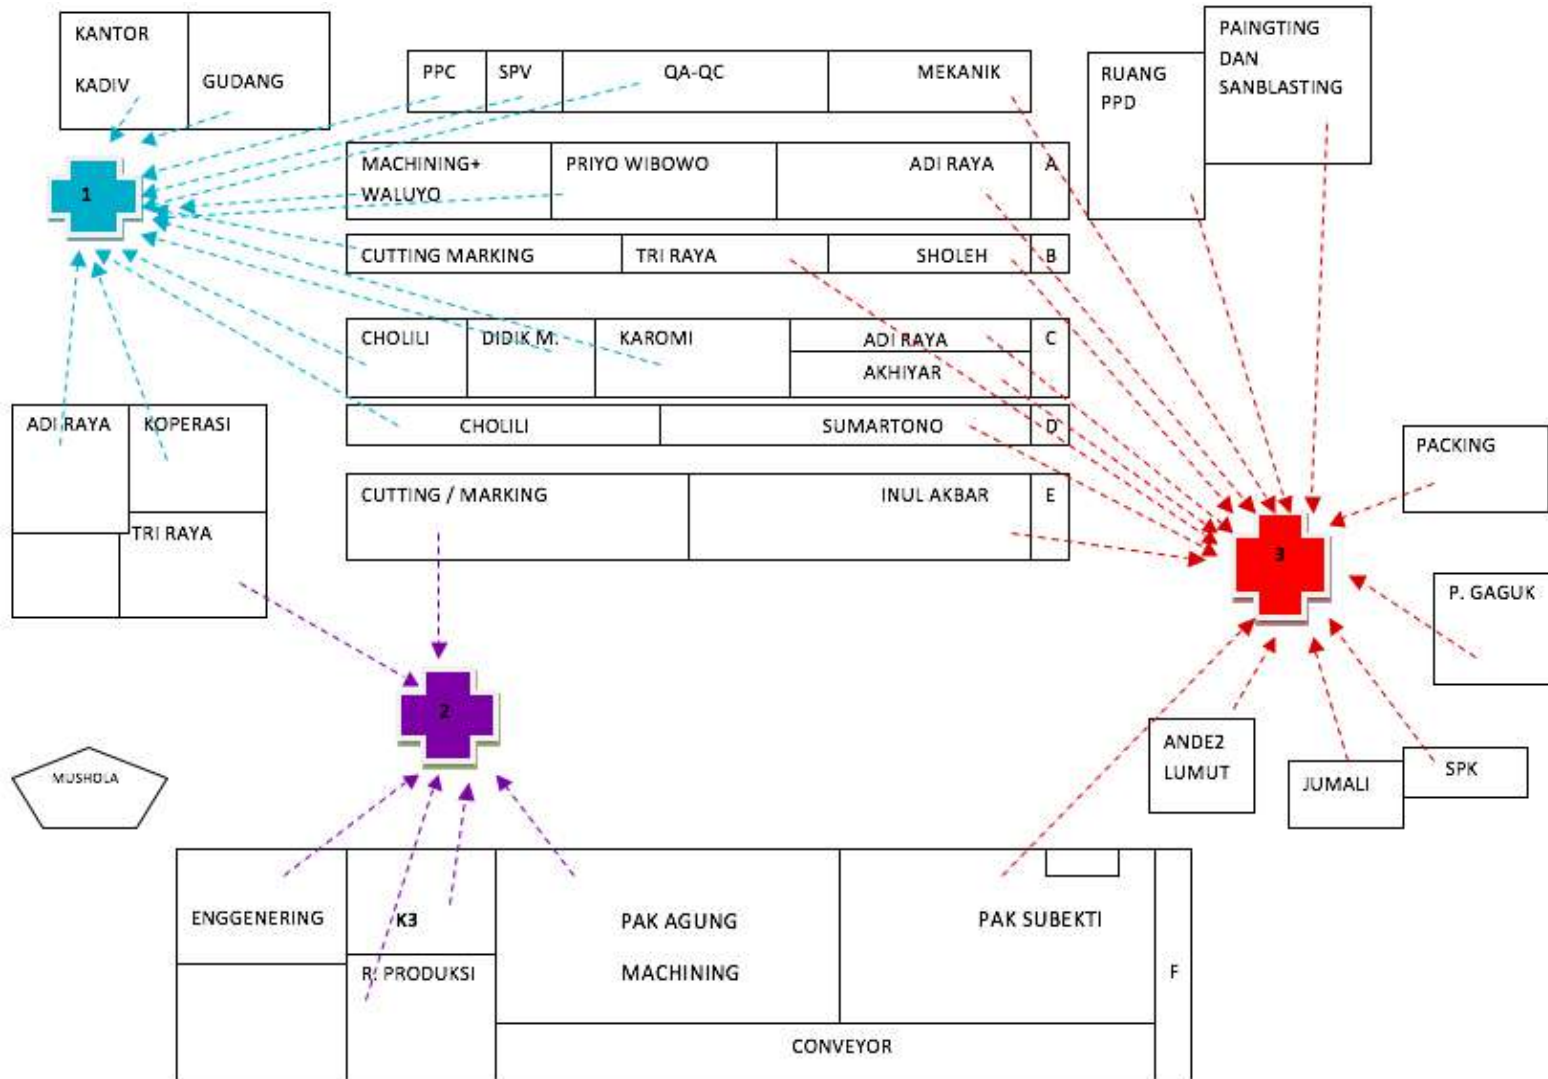 KANTOR
KADIV
GUDANG
PPC
SPV
QA-QC
MEKANIK
RUANG
PPD
PAINGTING
DAN
SANBLASTING
1
MACHINING+
WALUYO
PRIYO WIBOWO
ADI RAYA
A
CUTTING MARKING
TRI RAYA
SHOLEH
B
CHOLILI
DIDIK M.
KAROMI
ADI RAYA
AKHIYAR
C
CHOLILI
SUMARTONO
D
ADI RAYA
KOPERASI
TRI RAYA
CUTTING / MARKING
INUL AKBAR
E
PACKING
3
P. GAGUK
2
MUSHOLA
ANDE2
LUMUT
JUMALI
SPK
ENGGENERING
K3
R. PRODUKSI
PAK AGUNG
MACHINING
PAK SUBEKTI
F
CONVEYOR